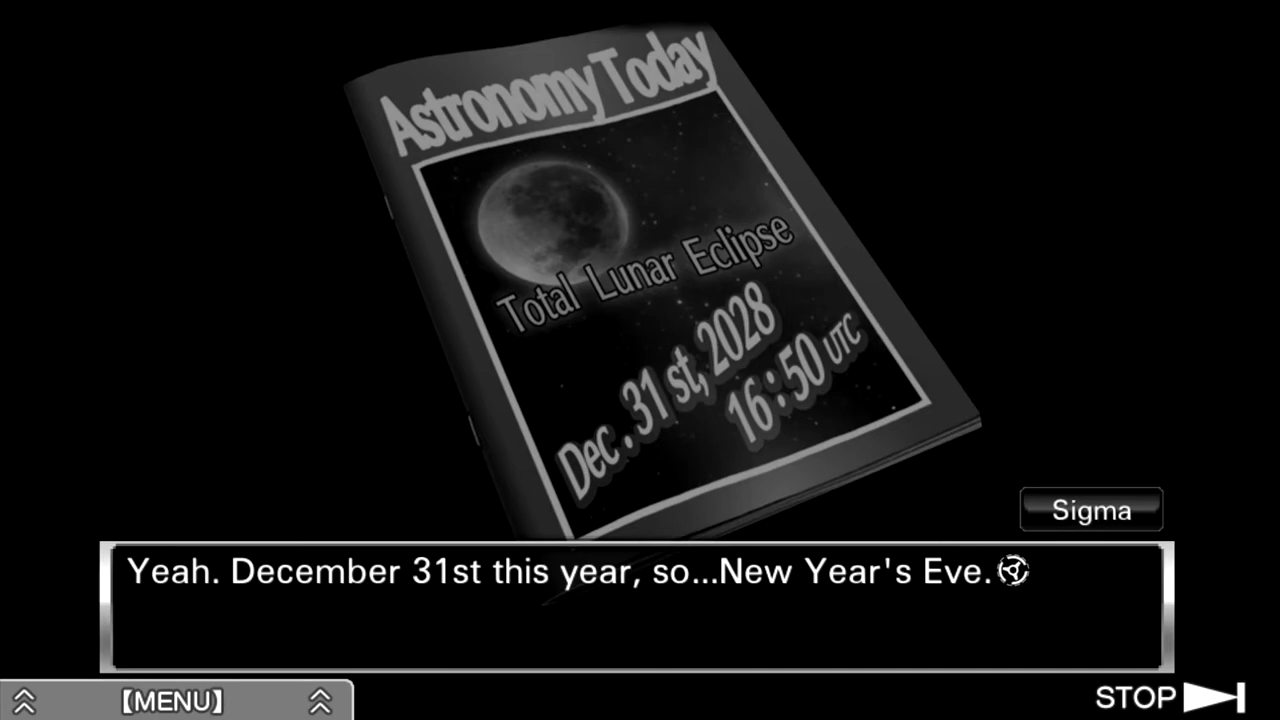 Astronomy Today
Total Lunar Eclipse
Dec. 31 st, 2028
16:50 UTC
Sigma
Yeah. December 31st this year, so...New Year's Eve.
【MENU】
STOP